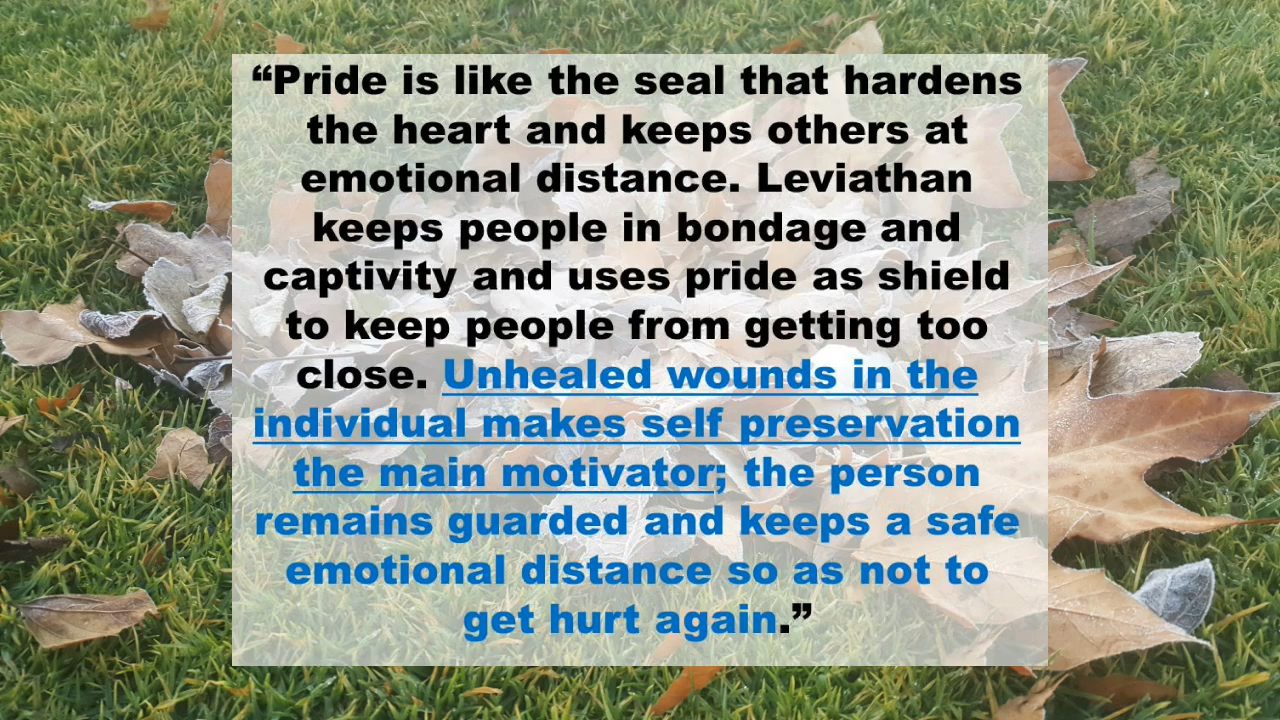 “Pride is like the seal that hardens
the heart and keeps others at
emotional distance. Leviathan
keeps people in bondage and
captivity and uses pride as shield
to keep people from getting too
close. Unhealed wounds in the
individual makes self preservation
the main motivator; the person
remains guarded and keeps a safe
emotional distance so as not to
get hurt again.”